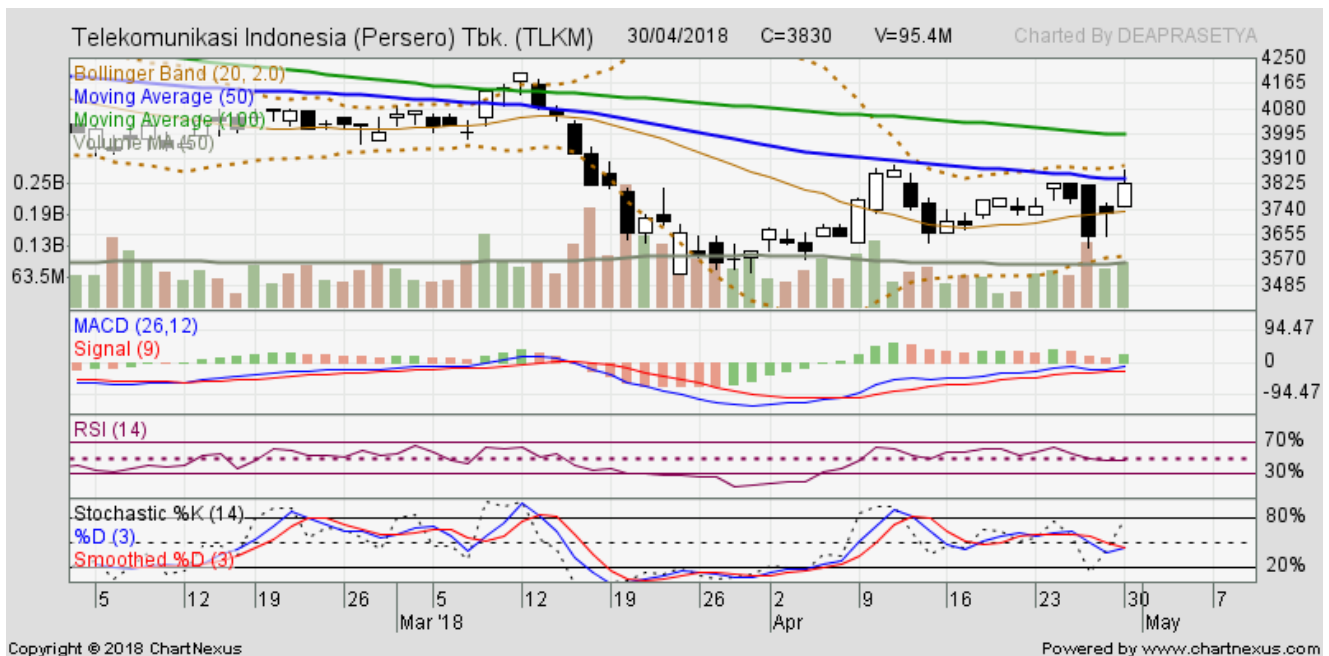 Telekomunikasi Indonesia (Persero) Tbk. (TLKM) 30/04/2018 C=3830 V=95.4M Charted By DEAPRASETYA
Bollinger Band (20, 2.0)
Moving Average (50)
Moving Average (100)
Volume MA (50)
0.25B
0.19B
0.13B
63.5M
4250
4165
4080
3995
3910
3825
3740
3655
3570
3485
MACD (26,12)
Signal (9)
94.47
0
-94.47
RSI (14)
70%
30%
Stochastic %K (14)
%D (3)
Smoothed %D (3)
80%
20%
5 12 19 26 5 12 19 26 2 9 16 23 30 7
Mar '18 Apr May
Copyright © 2018 ChartNexus Powered by www.chartnexus.com